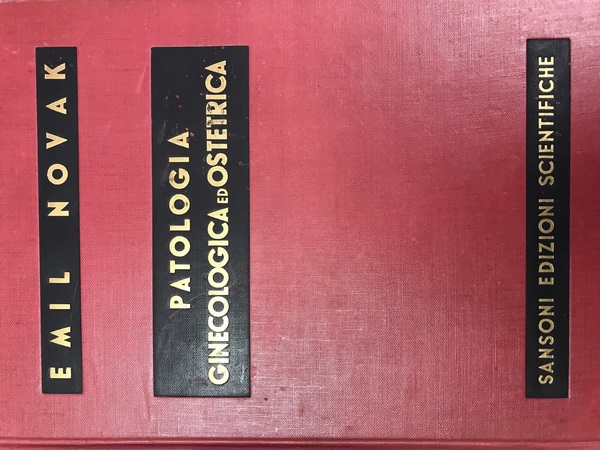 EMIL NOVAK
PATOLOGIA
GINECOLOGICA ED OSTETRICA
SANSONI EDIZIONI SCIENTIFICHE